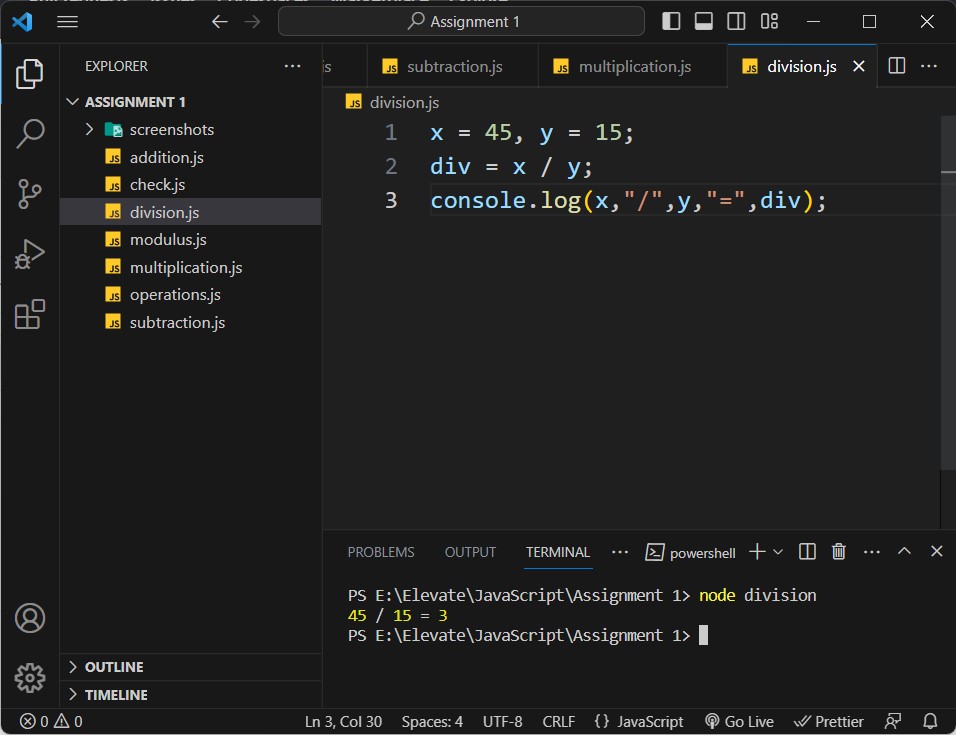 Assignment 1
EXPLORER
js
subtraction.js
multiplication.js
division.js
ASSIGNMENT 1
screenshots
addition.js
check.js
division.js
modulus.js
multiplication.js
operations.js
subtraction.js
OUTLINE
TIMELINE
JS division.js
1 x = 45, y = 15;
2 div = x / y;
3 console.log(x,"/",y,"=",div);
PROBLEMS OUTPUT TERMINAL powershell
PS E:\Elevate\JavaScript\Assignment 1> node division
45 / 15 = 3
PS E:\Elevate\JavaScript\Assignment 1>
0 0 Ln 3, Col 30 Spaces: 4 UTF-8 CRLF {} JavaScript Go Live Prettier